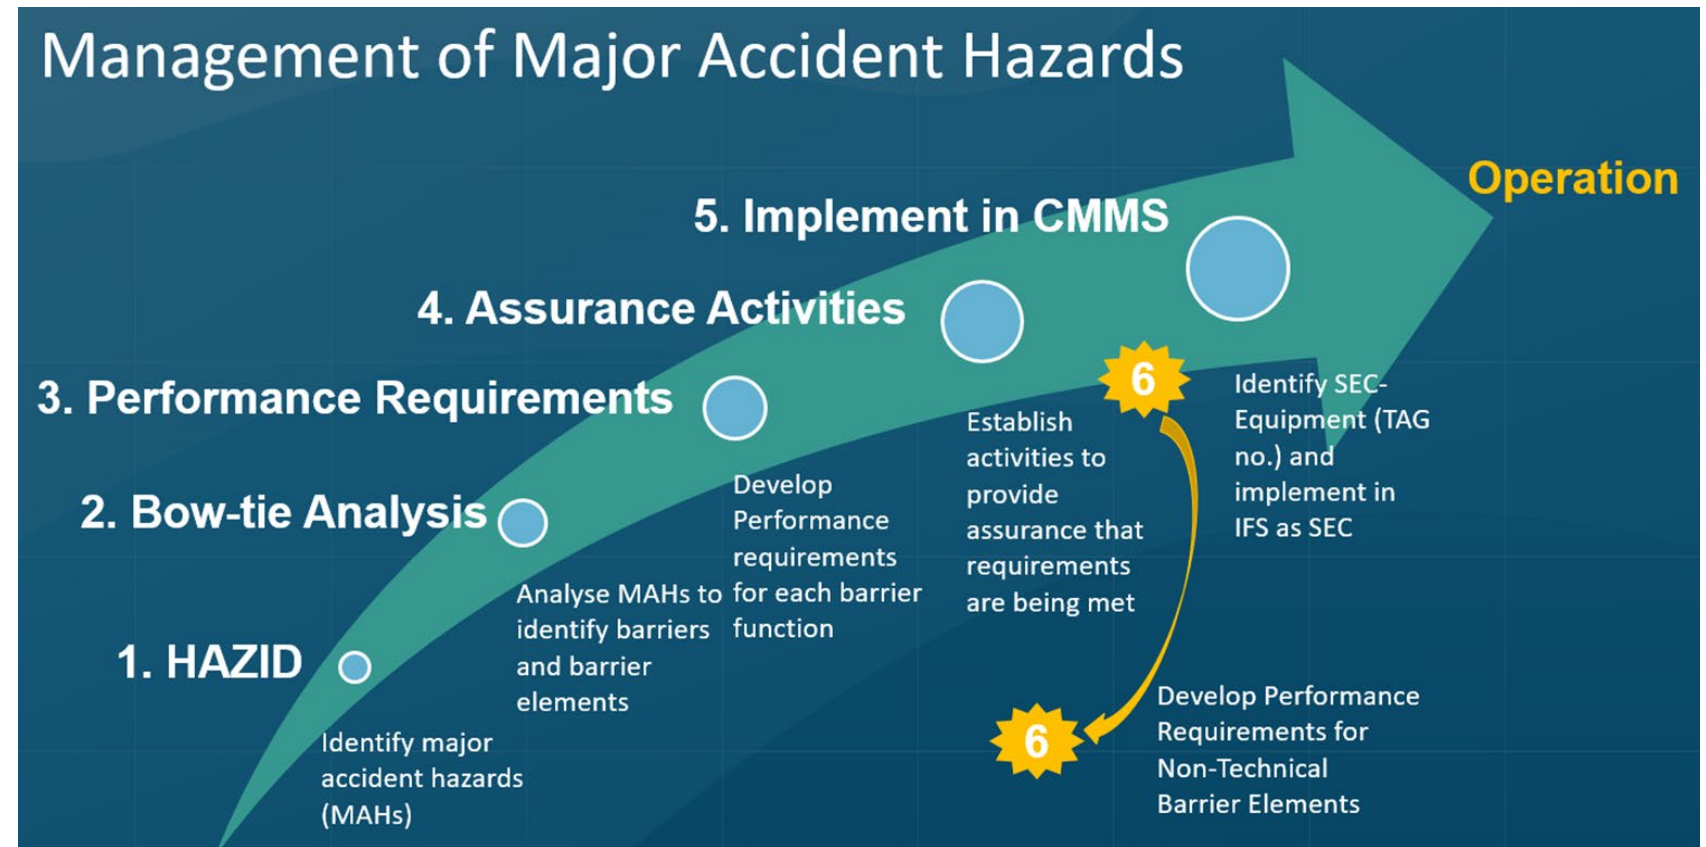 Management of Major Accident Hazards
Operation
5. Implement in CMMS
4. Assurance Activities
3. Performance Requirements
2. Bow-tie Analysis
1. HAZID
Identify major
accident hazards
(MAHs)
Analyse MAHs to
identify barriers
and barrier
elements
Develop
Performance
requirements
for each barrier
function
Establish
activities to
provide
assurance that
requirements
are being met
6
Identify SEC-
Equipment (TAG
no.) and
implement in
IFS as SEC
6
Develop Performance
Requirements for
Non-Technical
Barrier Elements